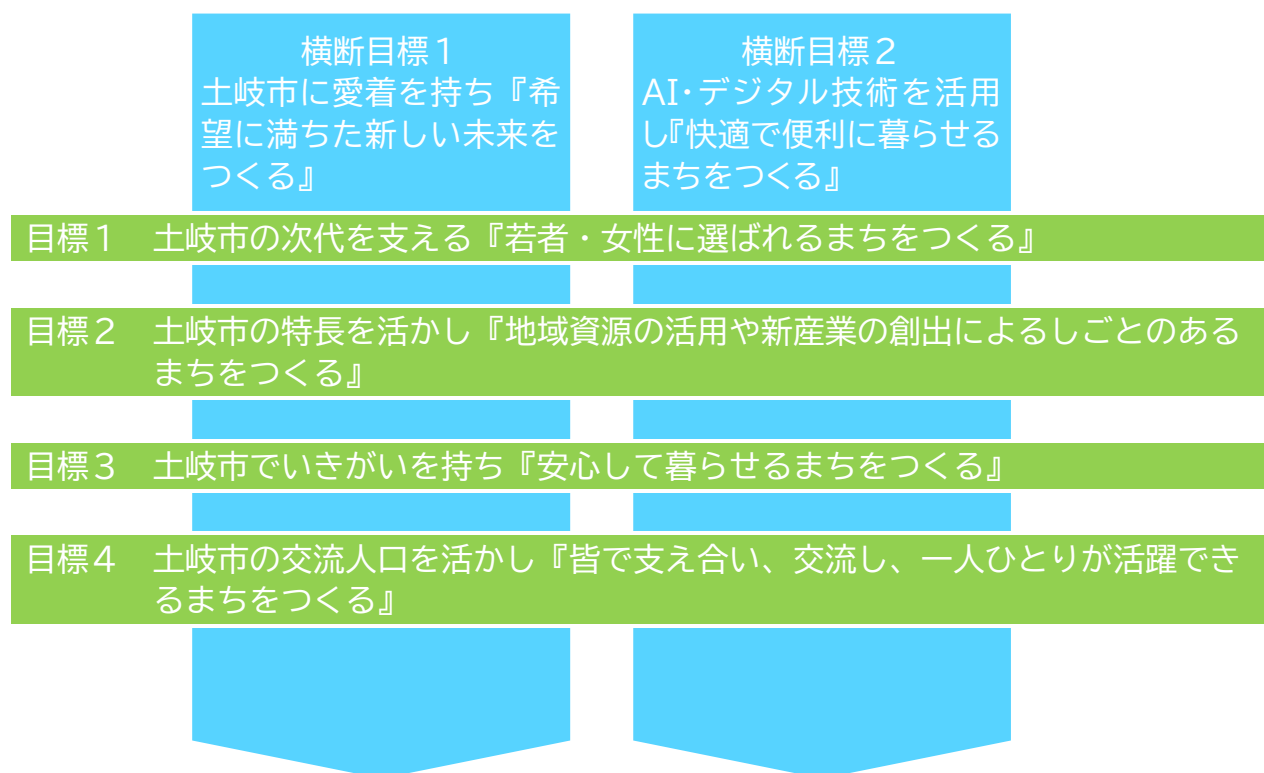 横断目標1
土岐市に愛着を持ち『希
望に満ちた新しい未来を
つくる』
横断目標2
AI・デジタル技術を活用
し『快適で便利に暮らせる
まちをつくる』
目標1　土岐市の次代を支える『若者・女性に選ばれるまちをつくる』
目標2　土岐市の特長を活かし『地域資源の活用や新産業の創出によるしごとのある
まちをつくる』
目標3　土岐市でいきがいを持ち『安心して暮らせるまちをつくる』
目標4　土岐市の交流人口を活かし『皆で支え合い、交流し、一人ひとりが活躍でき
るまちをつくる』